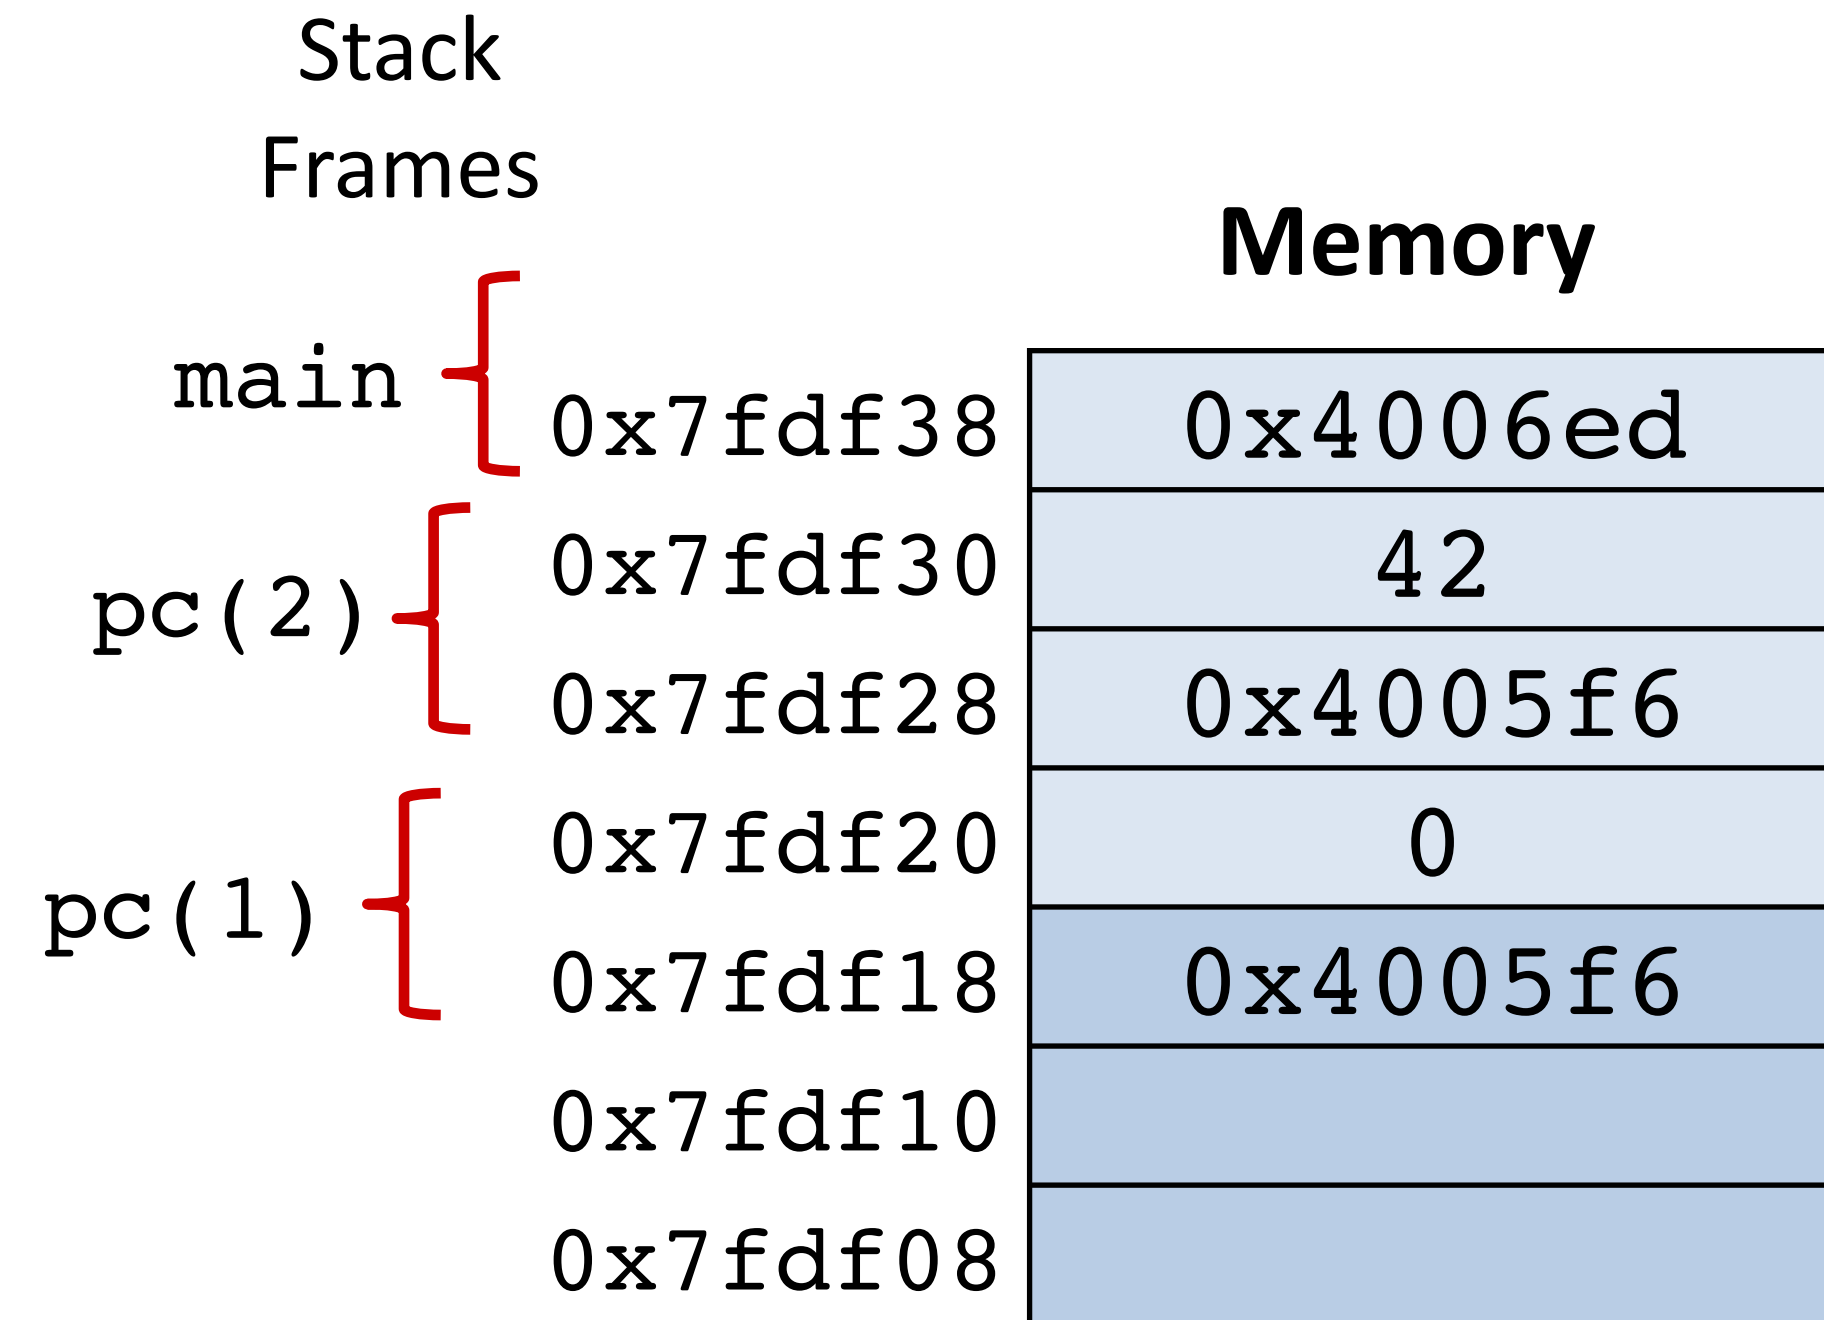 Stack
Frames
Memory
main
0x7fdf38 0x4006ed
0x7fdf30 42
pc(2)
0x7fdf28 0x4005f6
0x7fdf20 0
pc(1)
0x7fdf18 0x4005f6
0x7fdf10
0x7fdf08